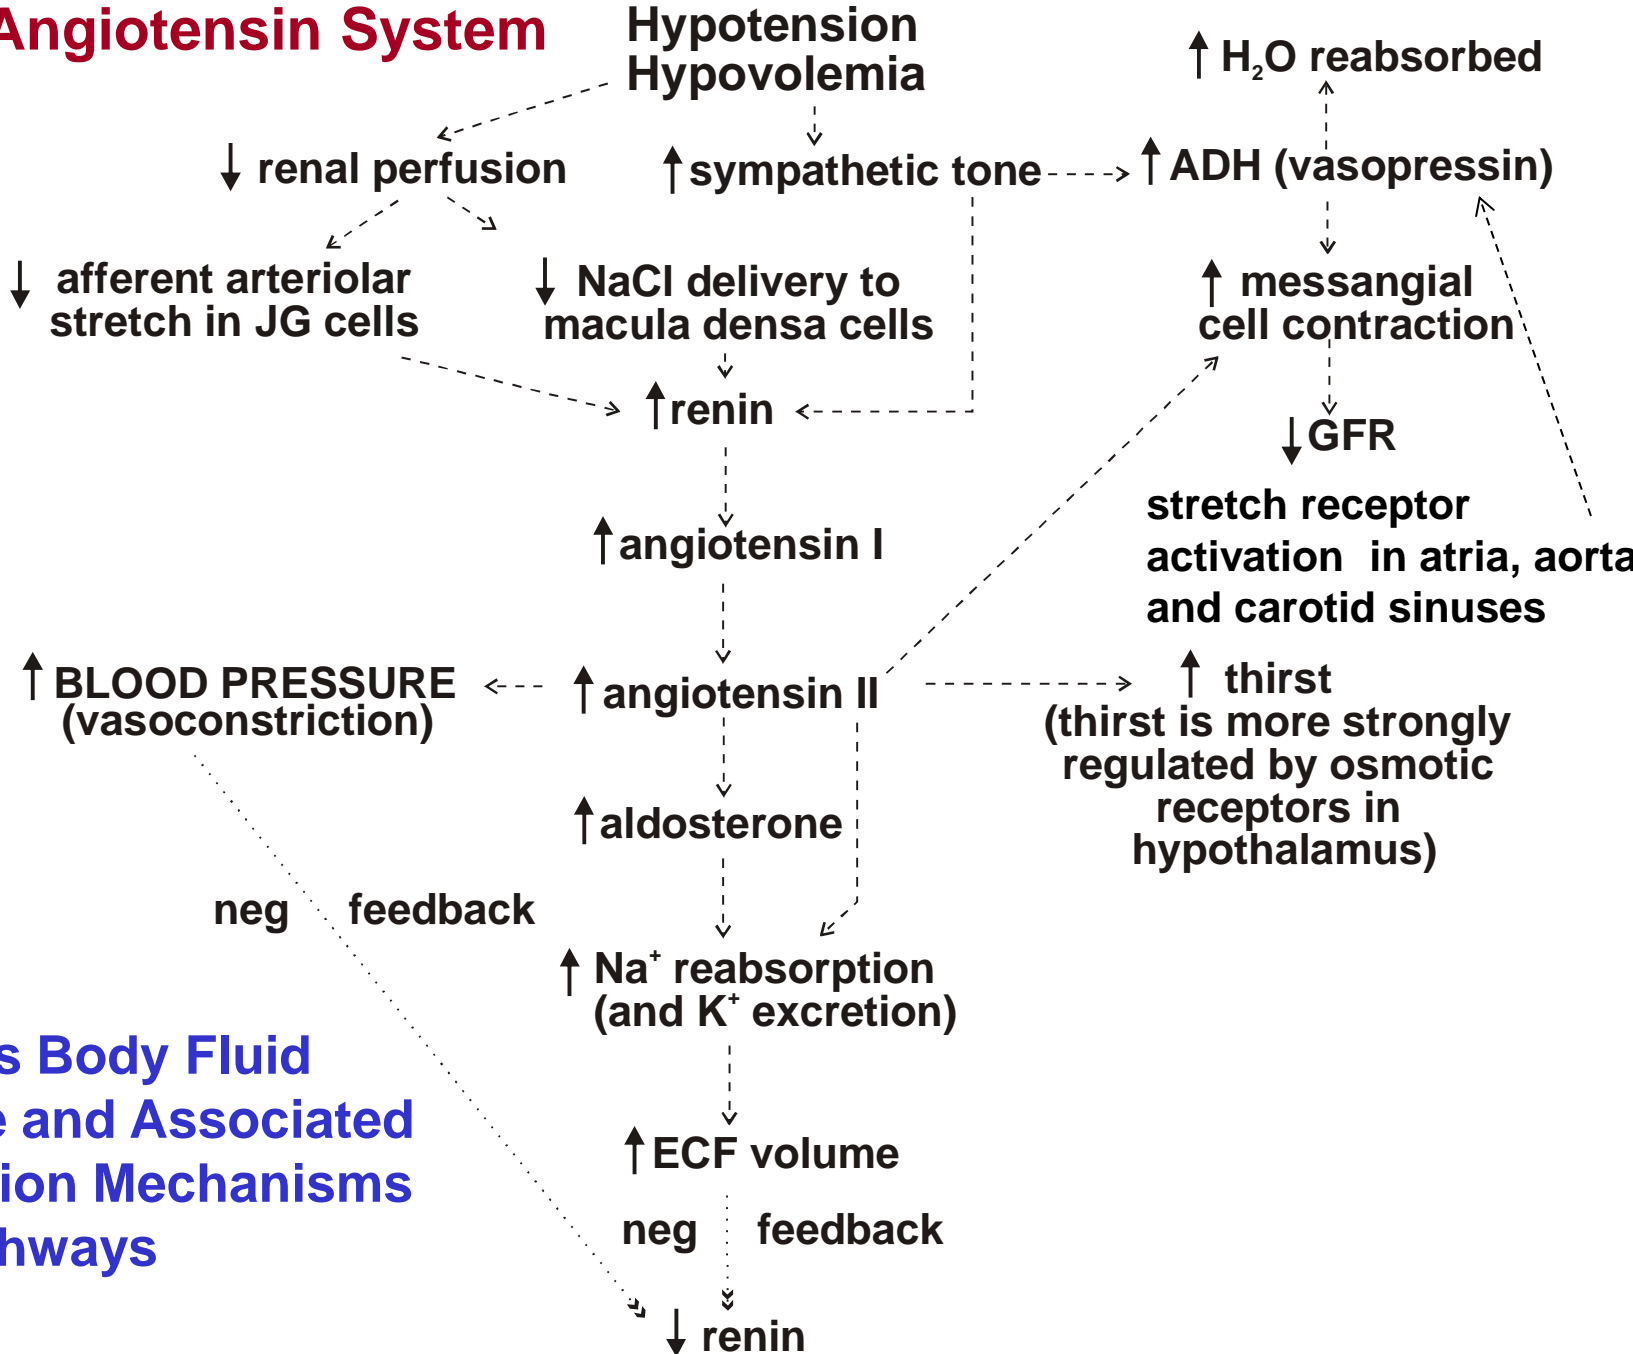 Angiotensin System
Hypotension
Hypovolemia
↑ H₂O reabsorbed
↓ renal perfusion
↑ sympathetic tone
↑ ADH (vasopressin)
↓ afferent arteriolar
stretch in JG cells
↓ NaCl delivery to
macula densa cells
↑ messangial
cell contraction
↑ renin
↓ GFR
stretch receptor
activation in atria, aorta
and carotid sinuses
↑ angiotensin I
↑ BLOOD PRESSURE
(vasoconstriction)
↑ angiotensin II
↑ thirst
(thirst is more strongly
regulated by osmotic
receptors in
hypothalamus)
↑ aldosterone
neg feedback
↑ Na⁺ reabsorption
(and K⁺ excretion)
s Body Fluid
e and Associated
ion Mechanisms
hways
↑ ECF volume
neg feedback
↓ renin